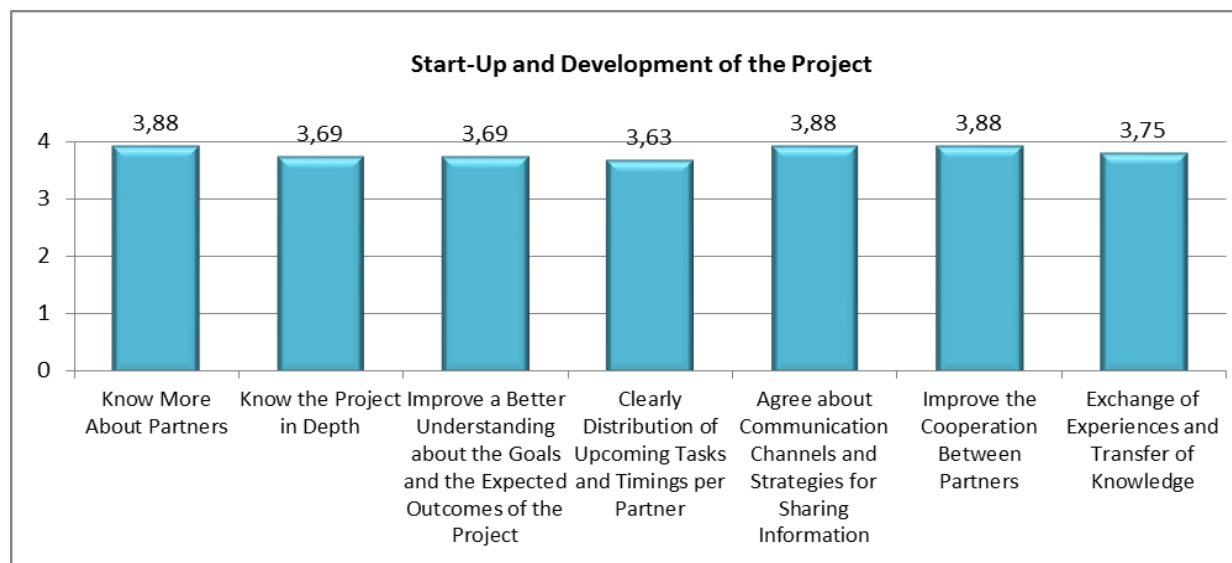 Start-Up and Development of the Project
3,88
3,69
3,69
3,63
3,88
3,88
3,75
4
3
2
1
0
Know More
About Partners
Know the Project
in Depth
Improve a Better
Understanding
about the Goals
and the Expected
Outcomes of the
Project
Clearly
Distribution of
Upcoming Tasks
and Timings per
Partner
Agree about
Communication
Channels and
Strategies for
Sharing
Information
Improve the
Cooperation
Between
Partners
Exchange of
Experiences and
Transfer of
Knowledge